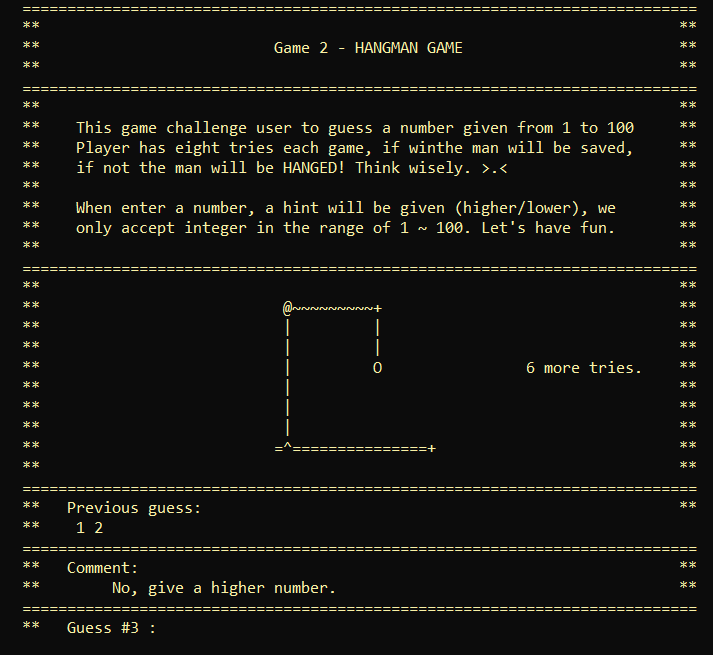 ===========================================================================
**                                                                       **
**                          Game 2 - HANGMAN GAME                        **
**                                                                       **
===========================================================================
**                                                                       **
**    This game challenge user to guess a number given from 1 to 100     **
**    Player has eight tries each game, if winthe man will be saved,     **
**    if not the man will be HANGED! Think wisely. >.<                   **
**                                                                       **
**    When enter a number, a hint will be given (higher/lower), we       **
**    only accept integer in the range of 1 ~ 100. Let's have fun.       **
**                                                                       **
===========================================================================
**                                                                       **
**                           @~~~~~~~~~+                                 **
**                           |         |                                 **
**                           |         |                                 **
**                           |         O                6 more tries.    **
**                           |                                           **
**                           |                                           **
**                           |                                           **
**                          =^===============+                           **
**                                                                       **
===========================================================================
**   Previous guess:                                                     **
**    1 2
===========================================================================
**   Comment:                                                            **
**        No, give a higher number.                                      **
===========================================================================
**   Guess #3 :